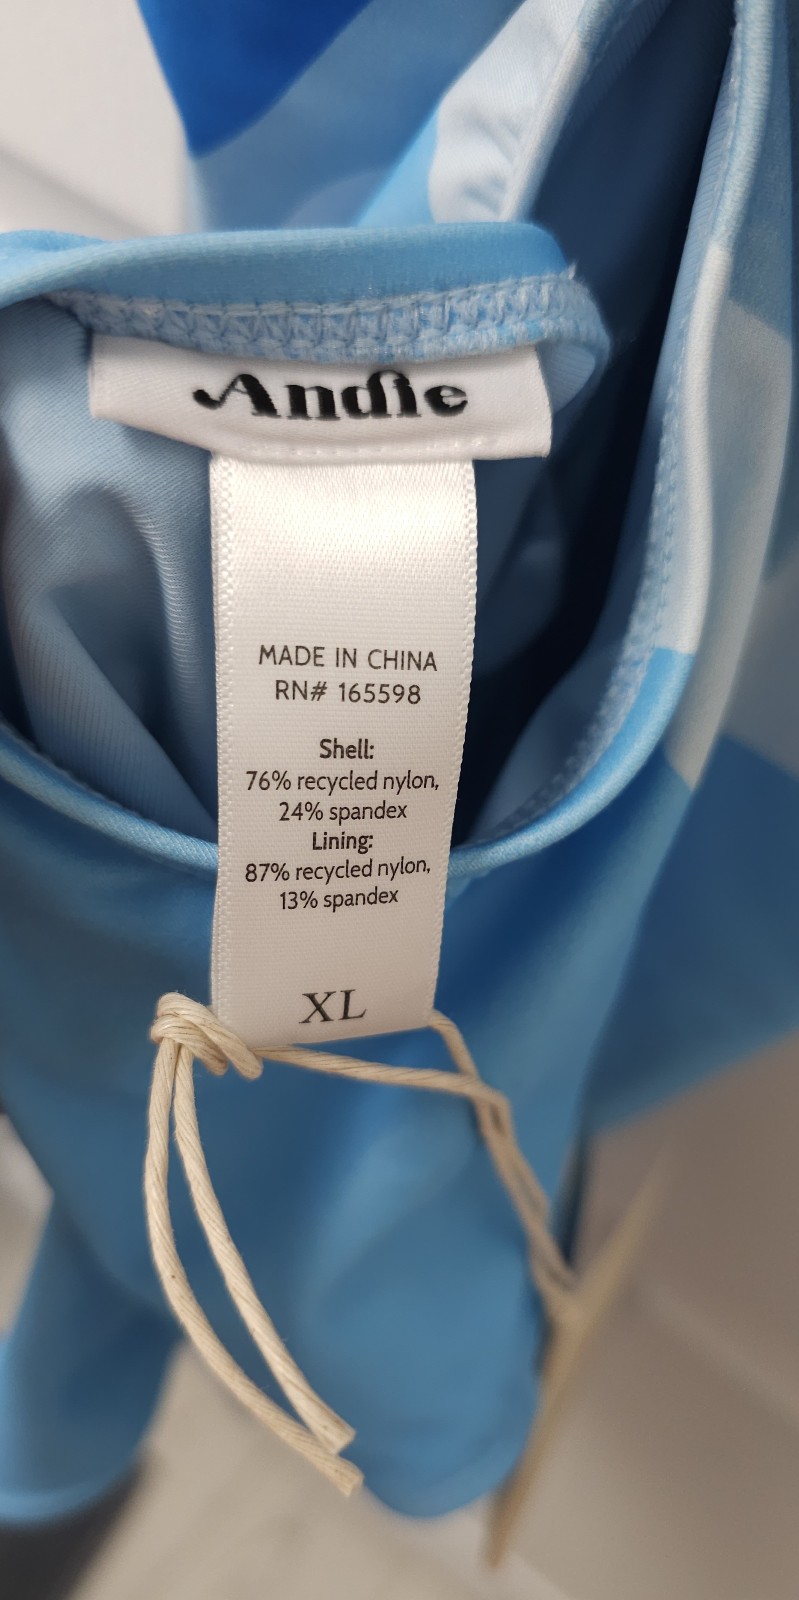 Andie
MADE IN CHINA
RN# 165598
Shell:
76% recycled nylon,
24% spandex
Lining:
87% recycled nylon,
13% spandex
XL